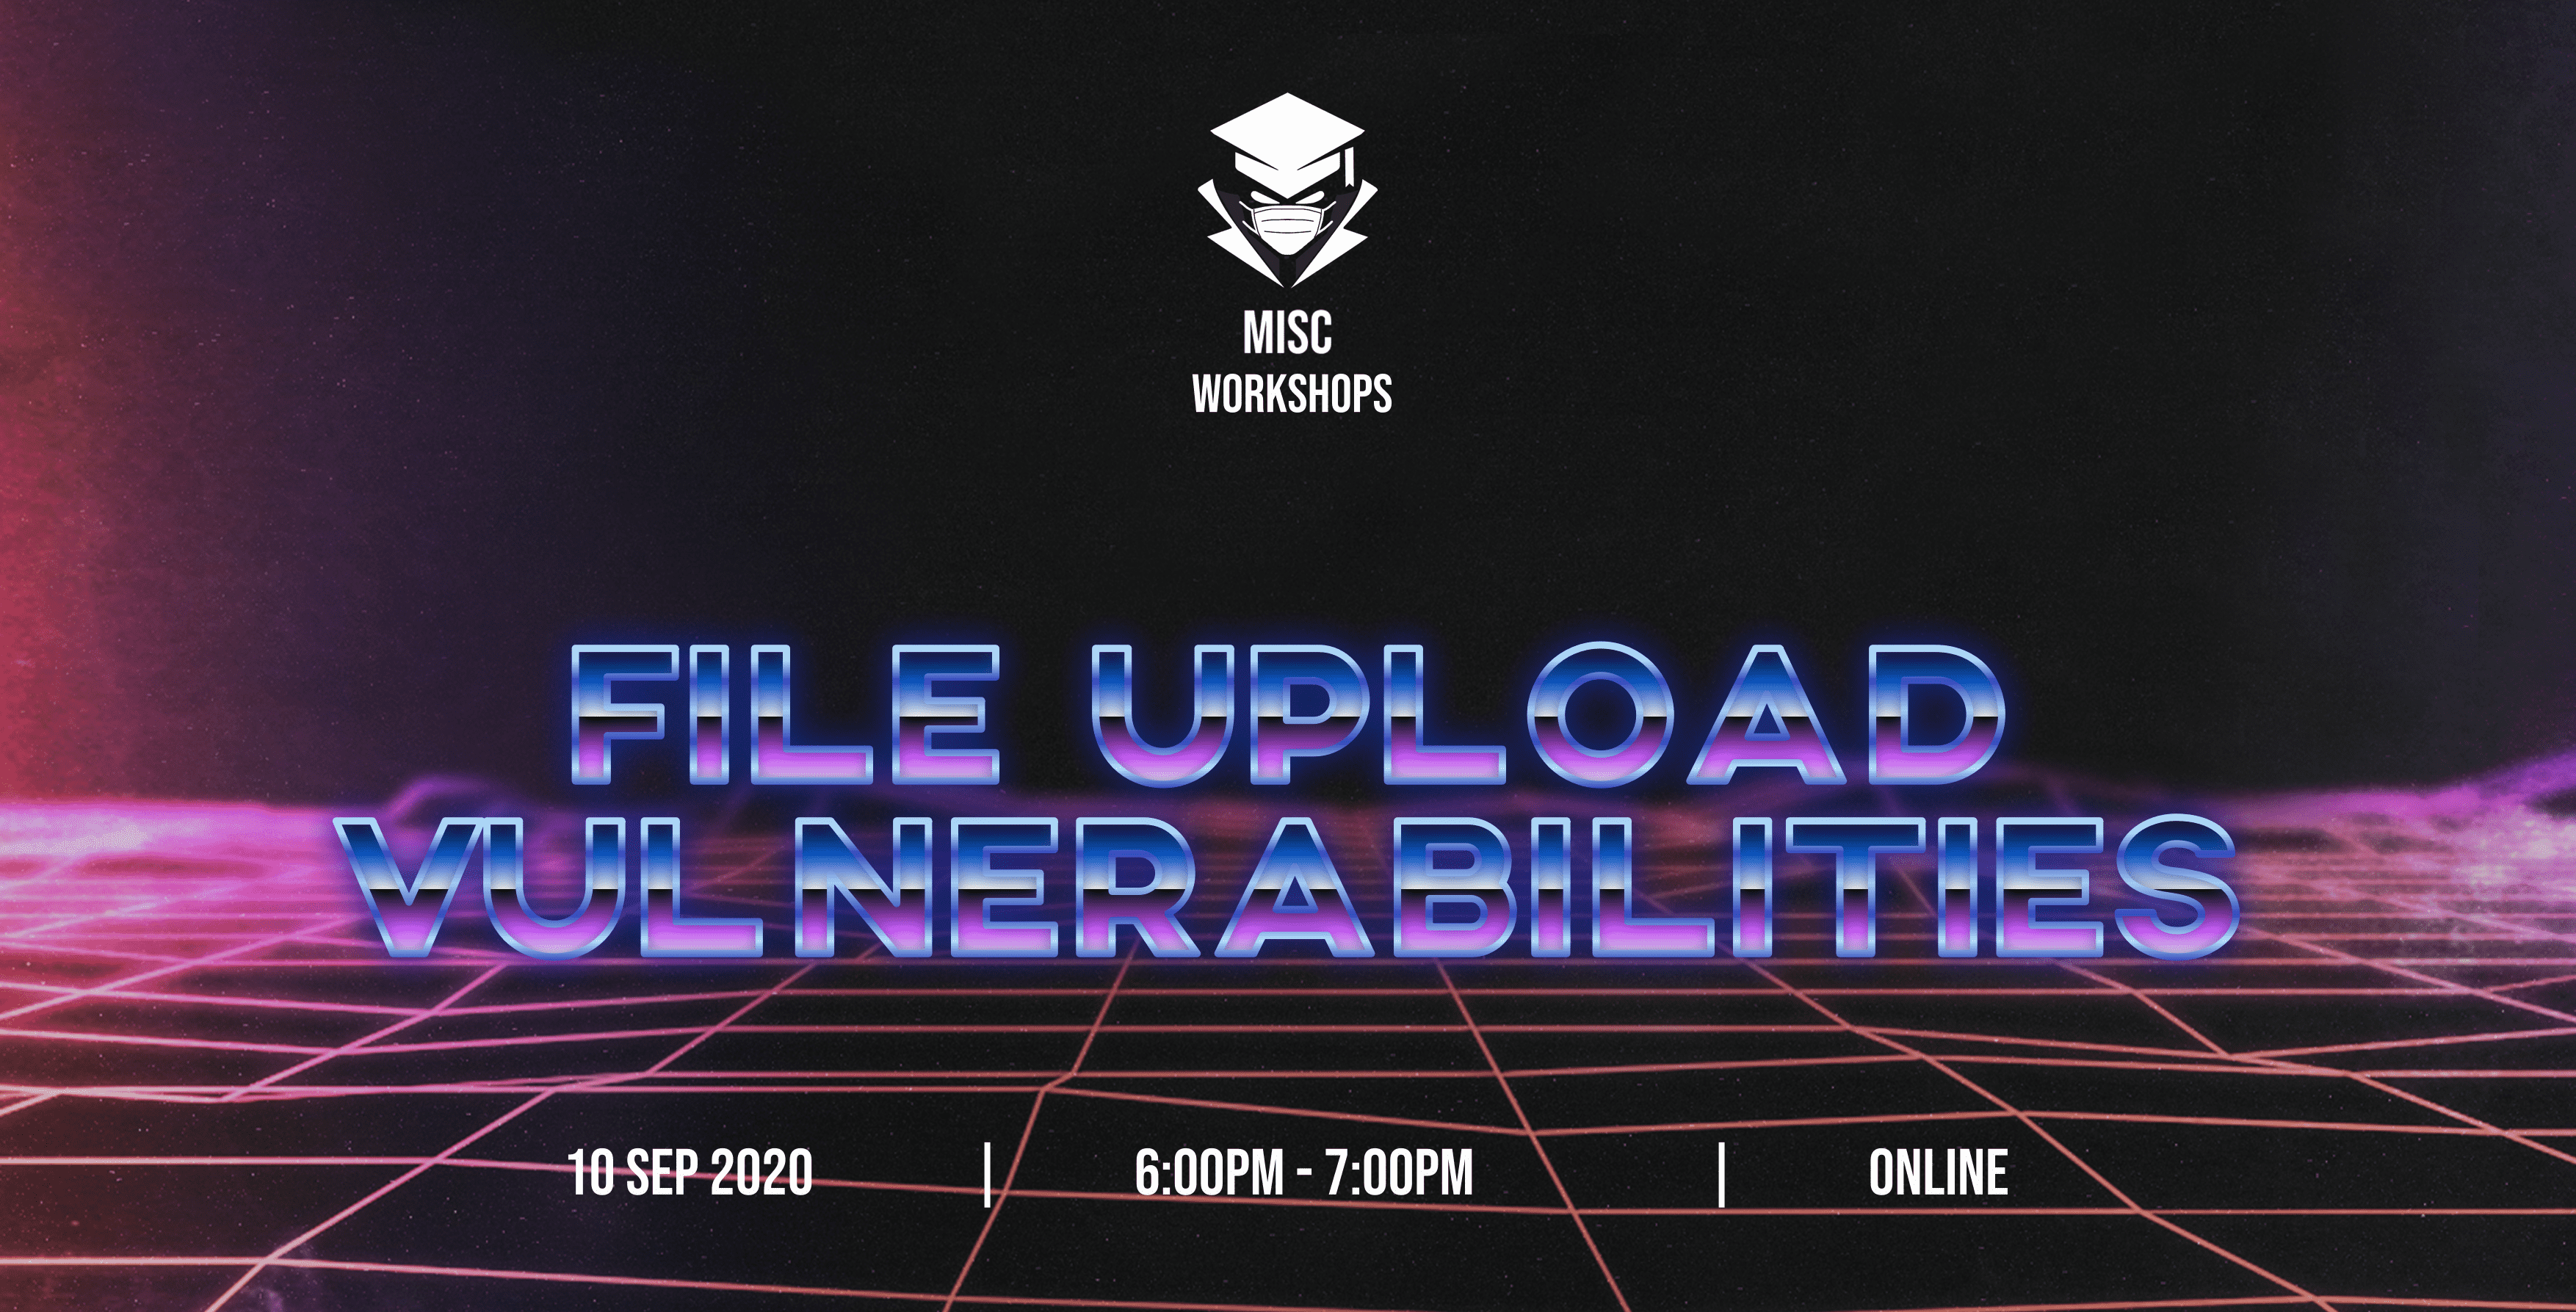 MISC
WORKSHOPS
FILE UPLOAD
VULNERABILITIES
10 SEP 2020 | 6:00PM - 7:00PM | ONLINE